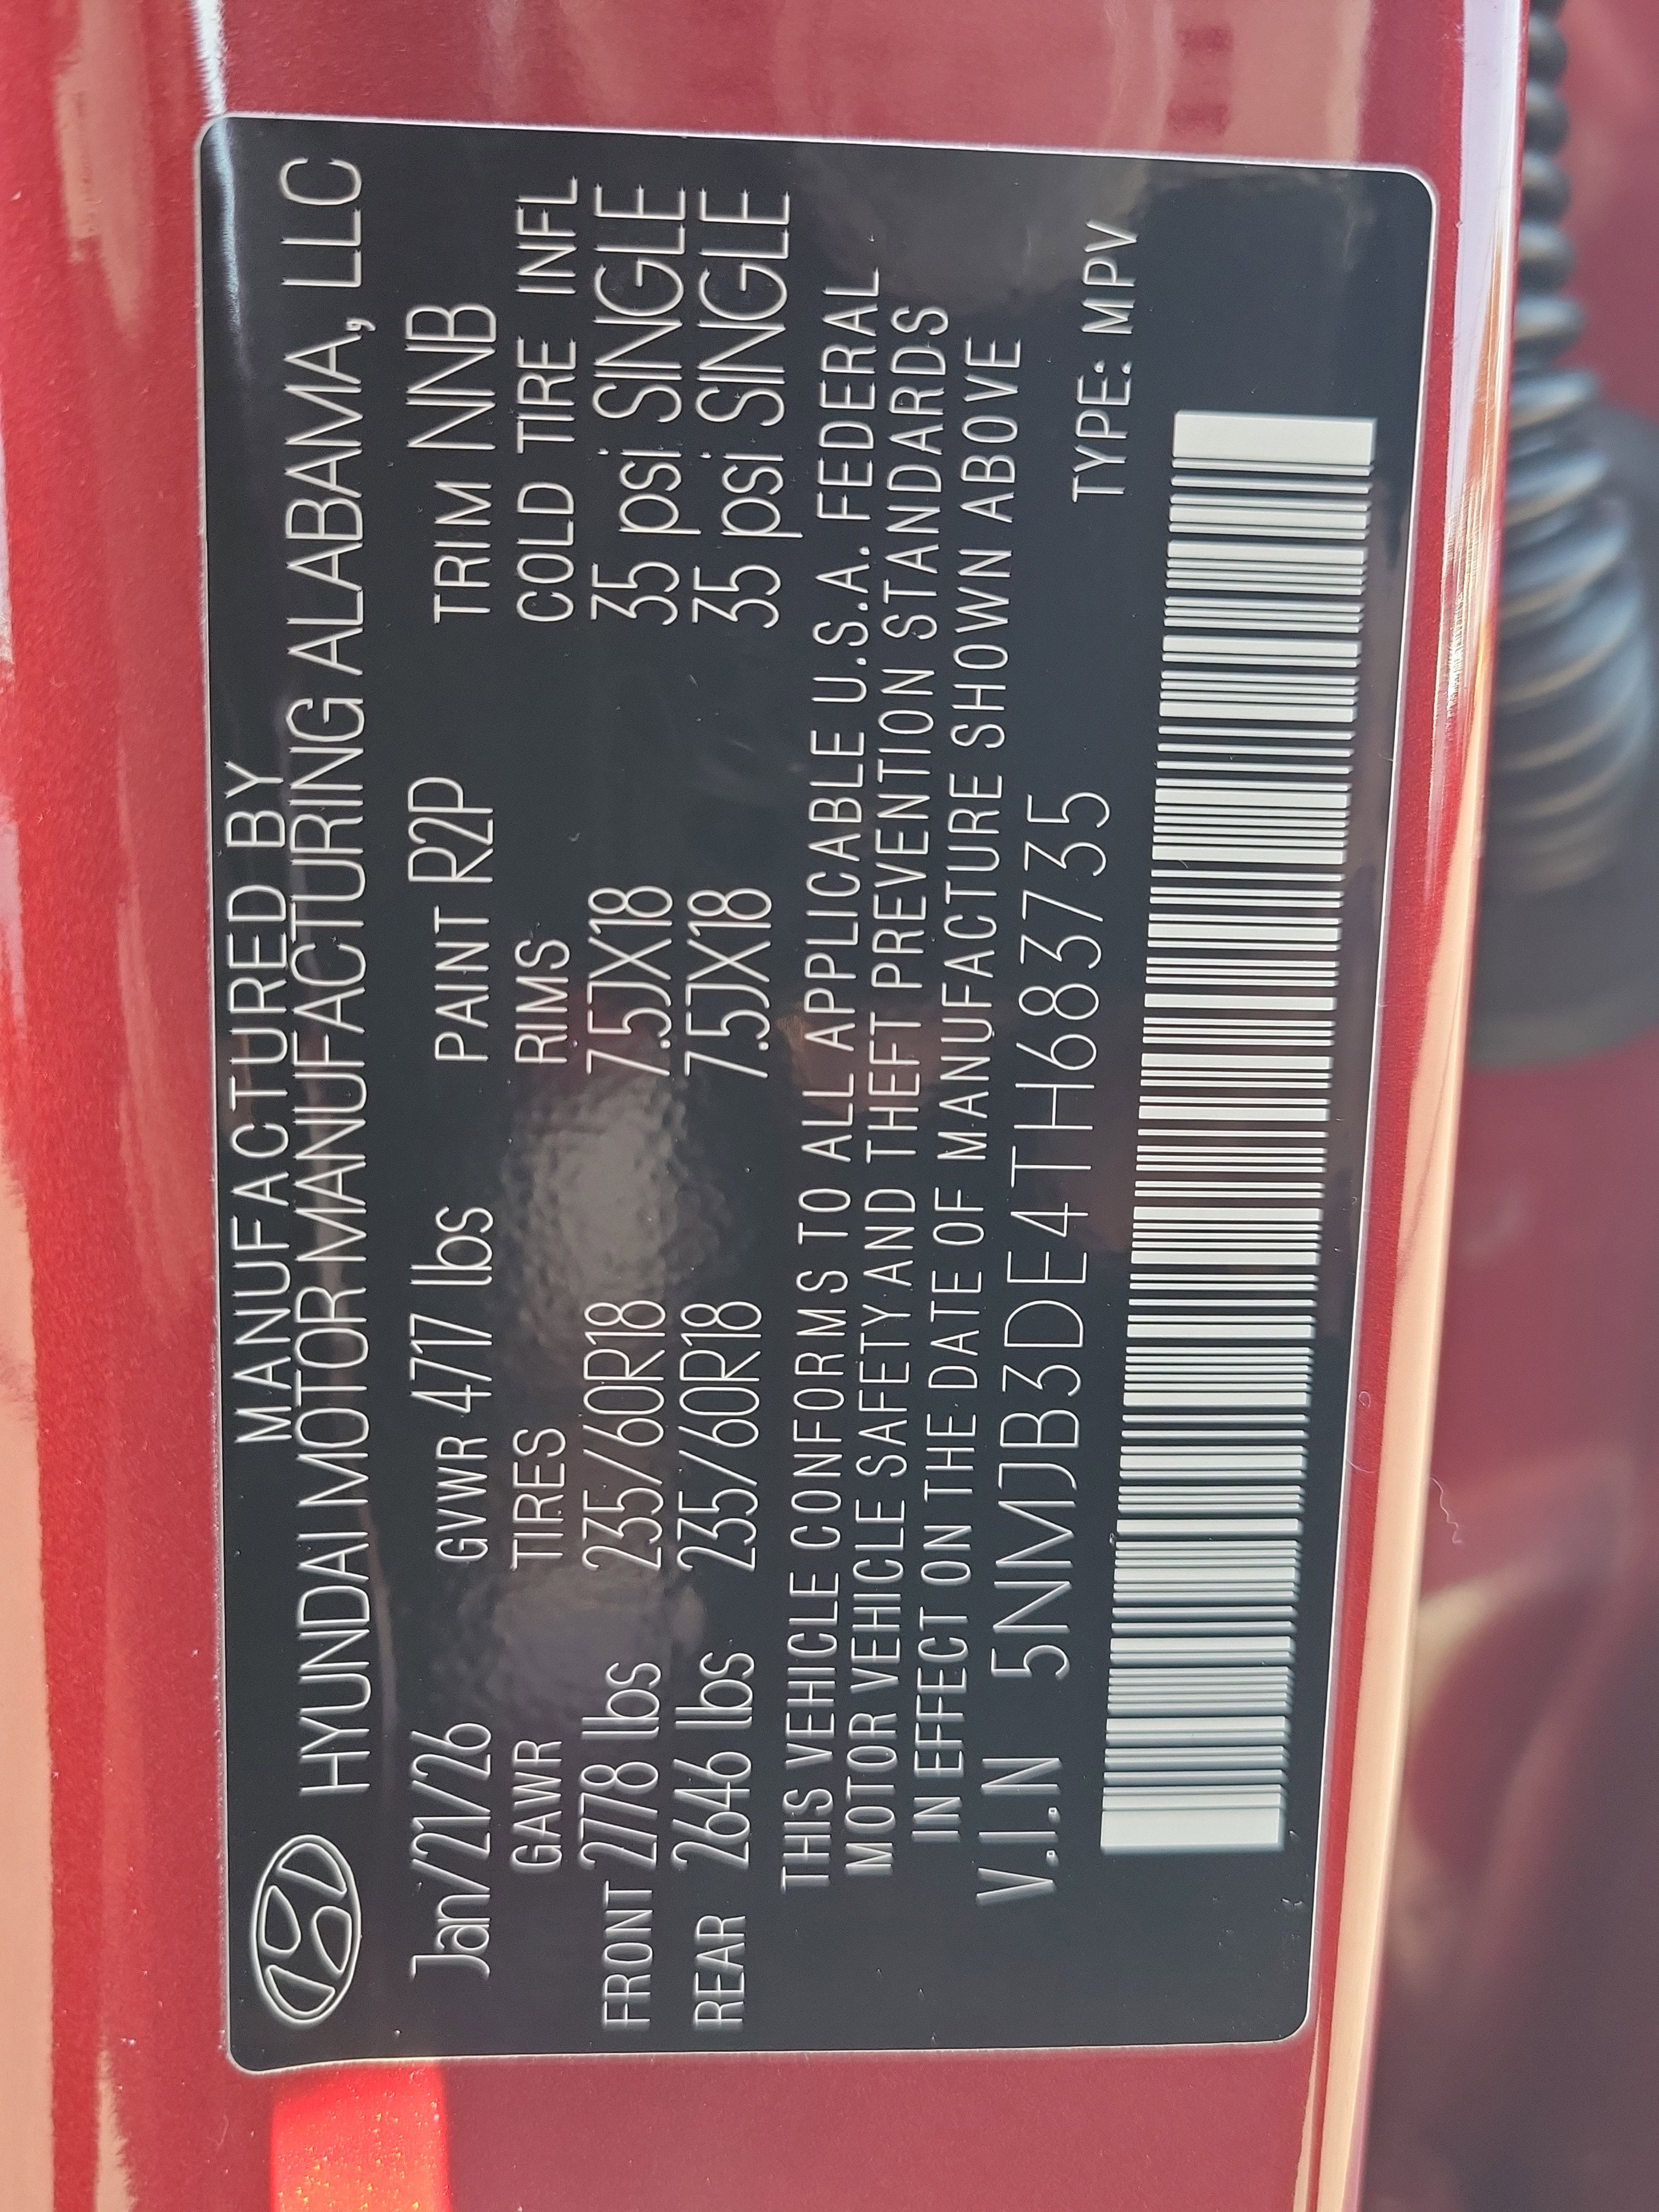 MANUFACTURED BY
HYUNDAI MOTOR MANUFACTURING ALABAMA, LLC
Jan/21/26 GVWR 4717 lbs PAINT R2P TRIM NNB
GAWR TIRES RIMS COLD TIRE INFL
FRONT 2778 lbs 235/60R18 7.5JX18 35 psi SINGLE
REAR 2646 lbs 235/60R18 7.5JX18 35 psi SINGLE
THIS VEHICLE CONFORMS TO ALL APPLICABLE U.S.A. FEDERAL
MOTOR VEHICLE SAFETY AND THEFT PREVENTION STANDARDS
IN EFFECT ON THE DATE OF MANUFACTURE SHOWN ABOVE
V.I.N 5NMJB3DE4TH683735 TYPE: MPV